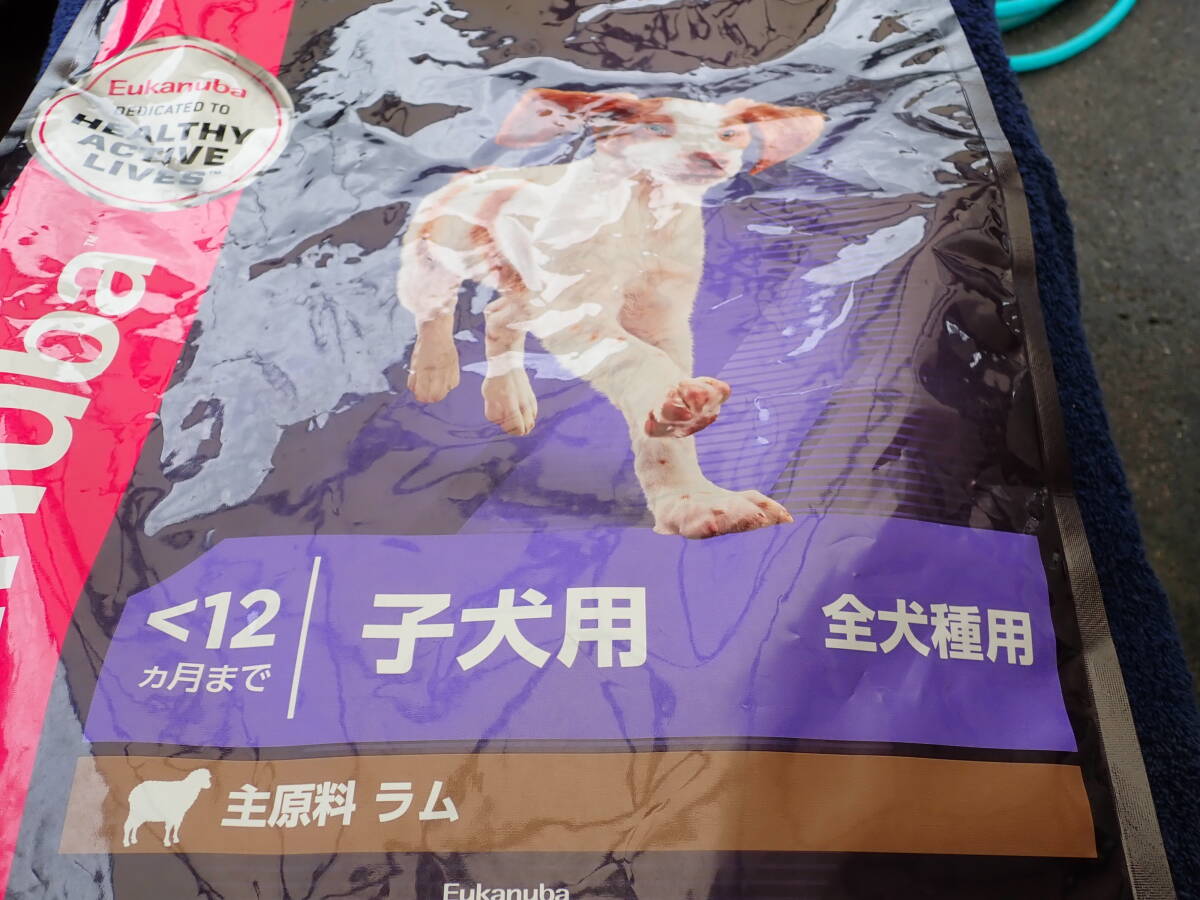 Eukanuba
DEDICATED TO
HEALTHY
ACTIVE
LIVES™
<12
カ月まで
子犬用
全犬種用
主原料 ラム
Eukanuba